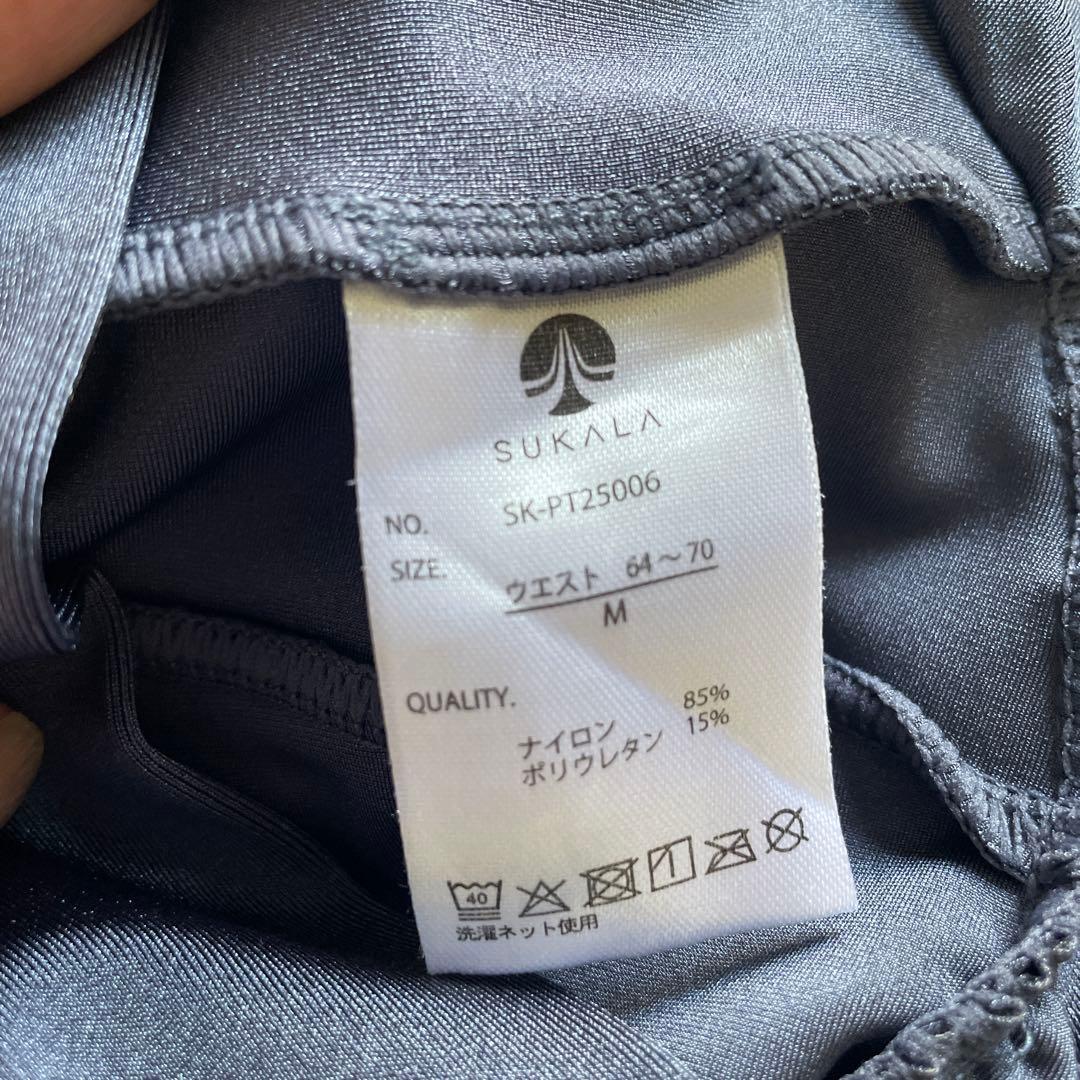 SUKALA
NO. SK-PT25006
SIZE. ウエスト 64～70
M
QUALITY.
ナイロン 85%
ポリウレタン 15%
40
洗濯ネット使用